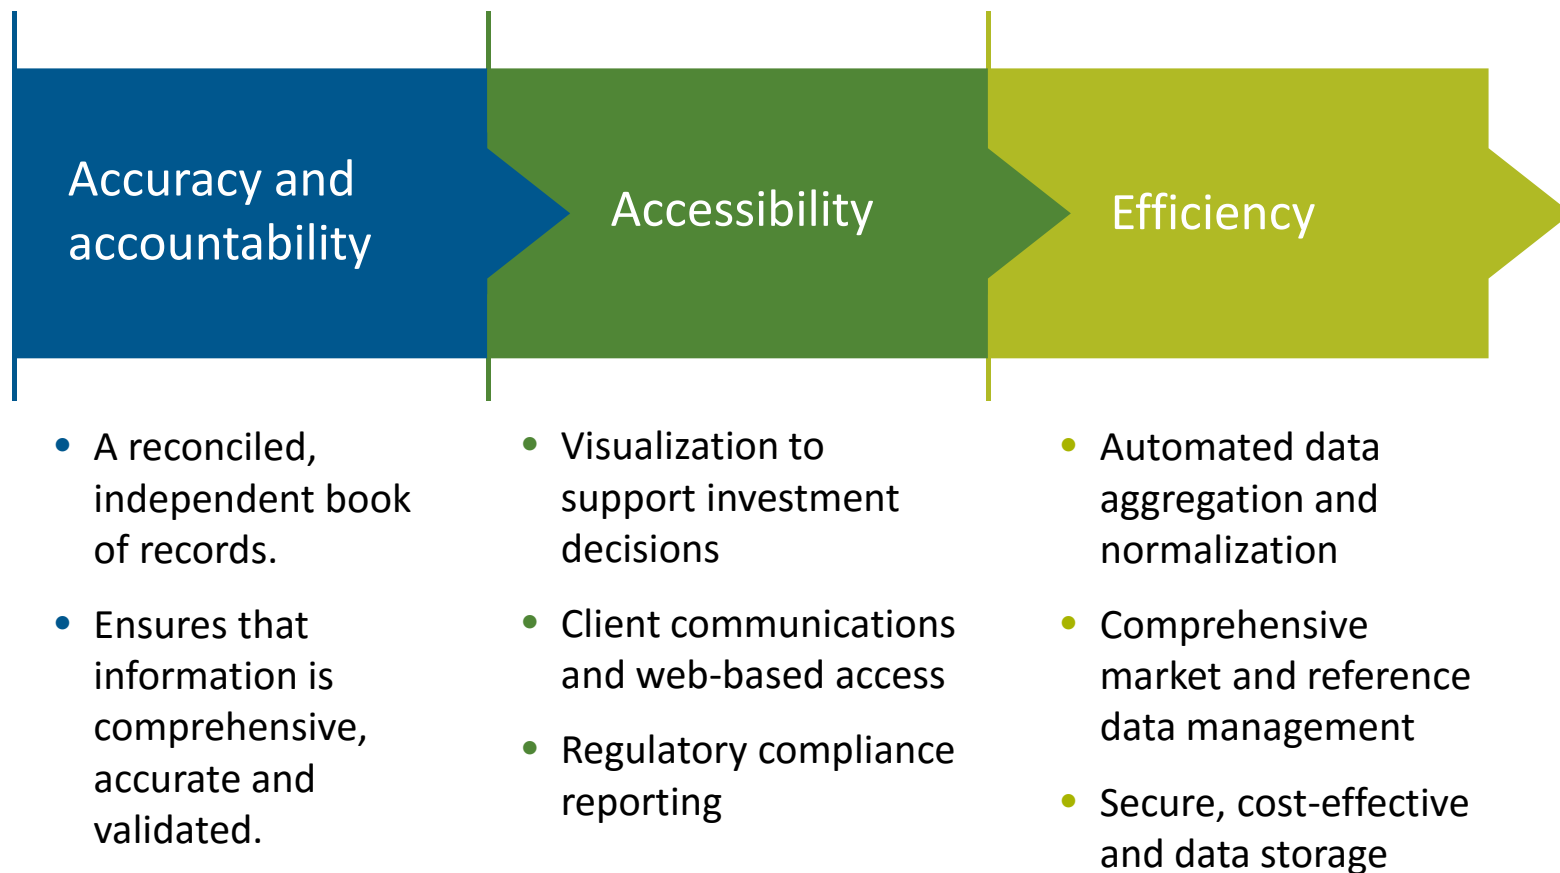 Accuracy and
accountability
Accessibility
Efficiency
• A reconciled,
independent book
of records.
• Ensures that
information is
comprehensive,
accurate and
validated.
• Visualization to
support investment
decisions
• Client communications
and web-based access
• Regulatory compliance
reporting
• Automated data
aggregation and
normalization
• Comprehensive
market and reference
data management
• Secure, cost-effective
and data storage